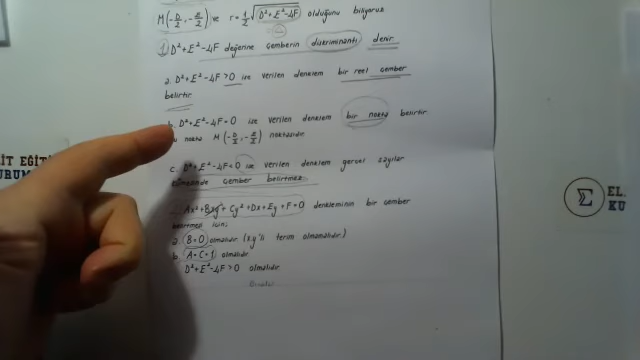 M(-D/2, -E/2) ve r=1/2 √D²+E²-4F olduğunu biliyoruz
1) D²+E²-4F değerine çemberin diskriminantı denir.
a. D²+E²-4F>0 ise verilen denklem bir reel çember
belirtir.
b. D²+E²-4F=0 ise verilen denklem bir nokta belirtir.
nokta M(-D/2, -E/2) noktasıdır.
c. D²+E²-4F<0 ise verilen denklem gerçel sayılar
çember belirtmez.
Ax²+Bxy+Cy²+Dx+Ey+F=0 denkleminin bir çember
belirtmesi için;
a. B=0 olmalıdır (xy'li terim olmamalıdır)
b. A=C=1 olmalıdır.
D²+E²-4F>0 olmalıdır.
İT EĞİT
URUM
Σ
EL.
KU